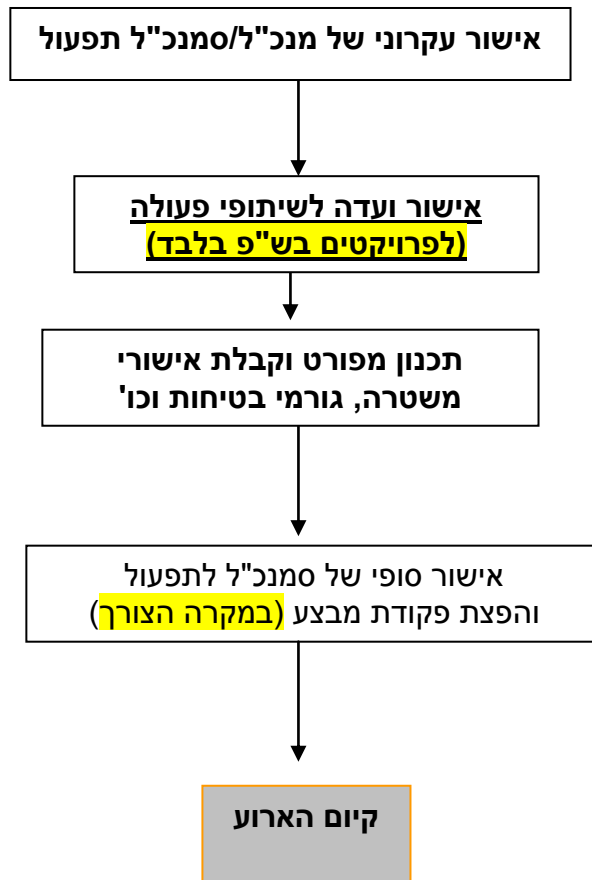 אישור עקרוני של מנכ"ל/סמנכ"ל תפעול
אישור ועדה לשיתופי פעולה
(לפרויקטים בש"פ בלבד)
תכנון מפורט וקבלת אישורי
משטרה, גורמי בטיחות וכו'
אישור סופי של סמנכ"ל לתפעול
והפצת פקודת מבצע (במקרה הצורך)
קיום הארוע